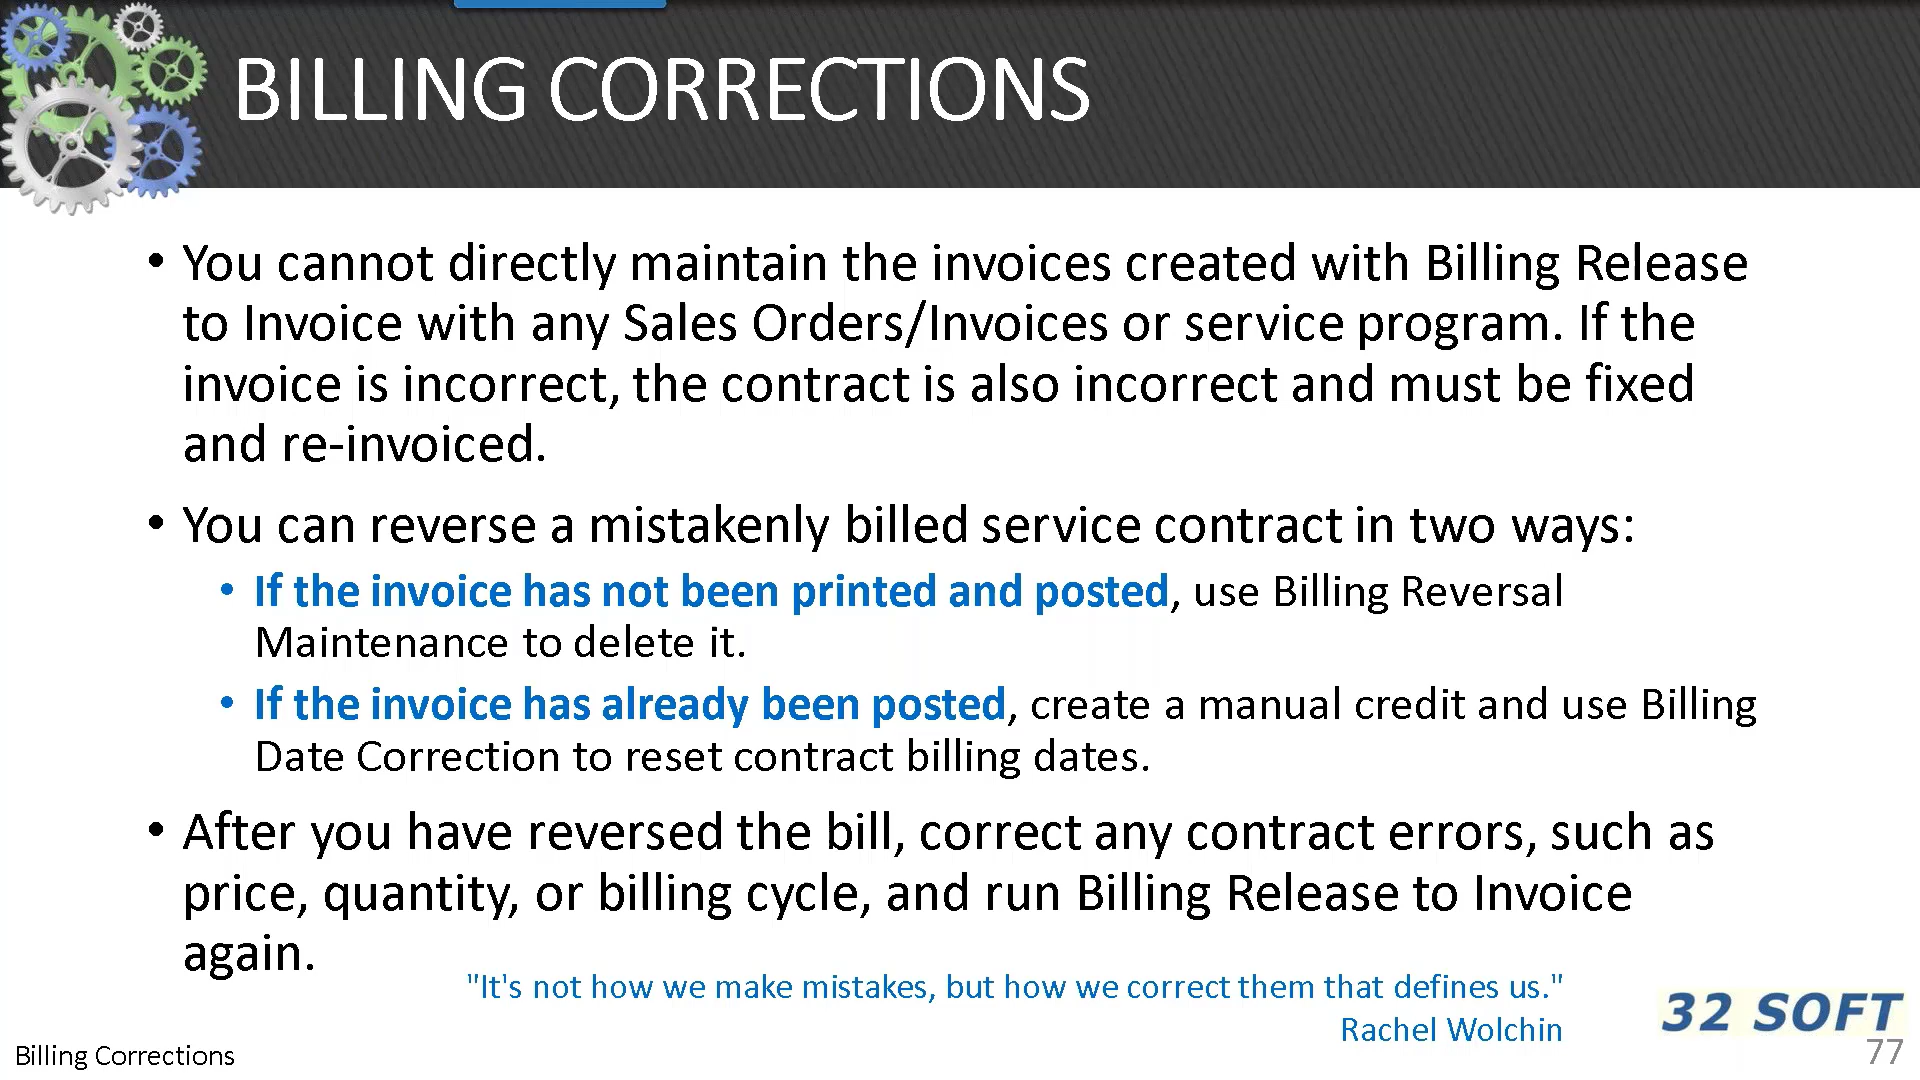 BILLING CORRECTIONS
• You cannot directly maintain the invoices created with Billing Release
to Invoice with any Sales Orders/Invoices or service program. If the
invoice is incorrect, the contract is also incorrect and must be fixed
and re-invoiced.
• You can reverse a mistakenly billed service contract in two ways:
• If the invoice has not been printed and posted, use Billing Reversal
Maintenance to delete it.
• If the invoice has already been posted, create a manual credit and use Billing
Date Correction to reset contract billing dates.
• After you have reversed the bill, correct any contract errors, such as
price, quantity, or billing cycle, and run Billing Release to Invoice
again.
"It's not how we make mistakes, but how we correct them that defines us."
Rachel Wolchin
32 SOFT
Billing Corrections
77